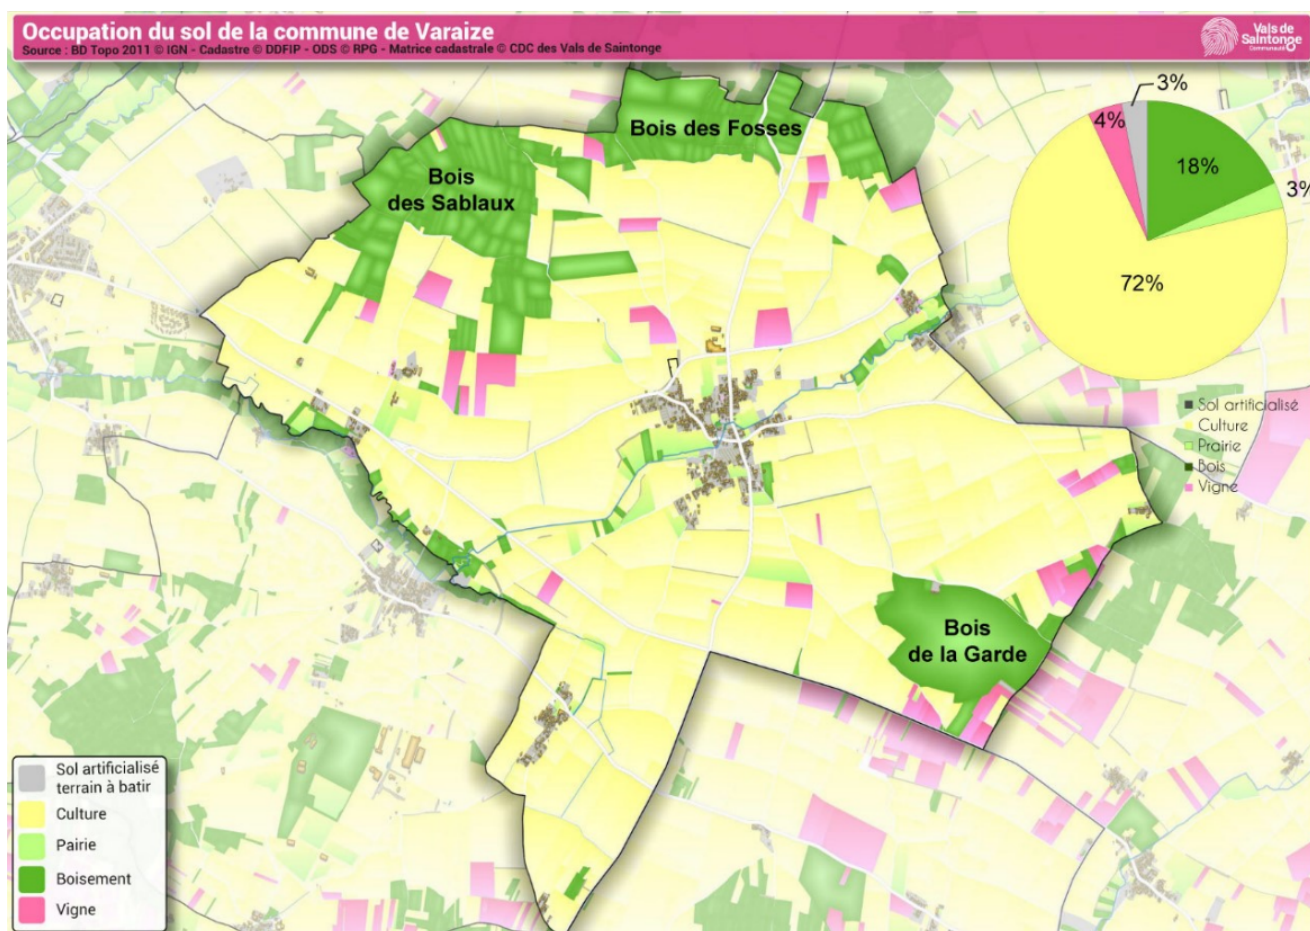 Occupation du sol de la commune de Varaize
Source : BD Topo 2011 © IGN - Cadastre © DDFIP - ODS © RPG - Matrice cadastrale © CDC des Vals de Saintonge
Vals de
Saintonge
Communauté
3%
4%
18%
3%
72%
Bois des Fosses
Bois
des Sablaux
Sol artificialisé
Culture
Prairie
Bois
Vigne
Bois
de la Garde
Sol artificialisé
terrain à batir
Culture
Pairie
Boisement
Vigne